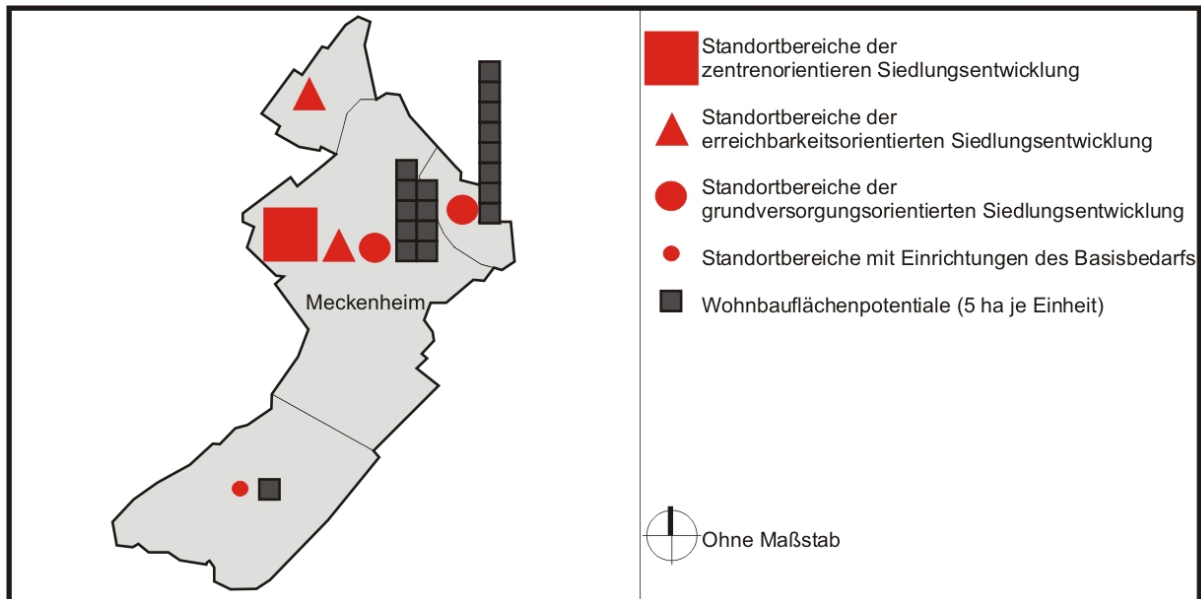 Meckenheim
Standortbereiche der
zentrenorientieren Siedlungsentwicklung
Standortbereiche der
erreichbarkeitsorientierten Siedlungsentwicklung
Standortbereiche der
grundversorgungsorientierten Siedlungsentwicklung
Standortbereiche mit Einrichtungen des Basisbedarfs
Wohnbauflächenpotentiale (5 ha je Einheit)
Ohne Maßstab